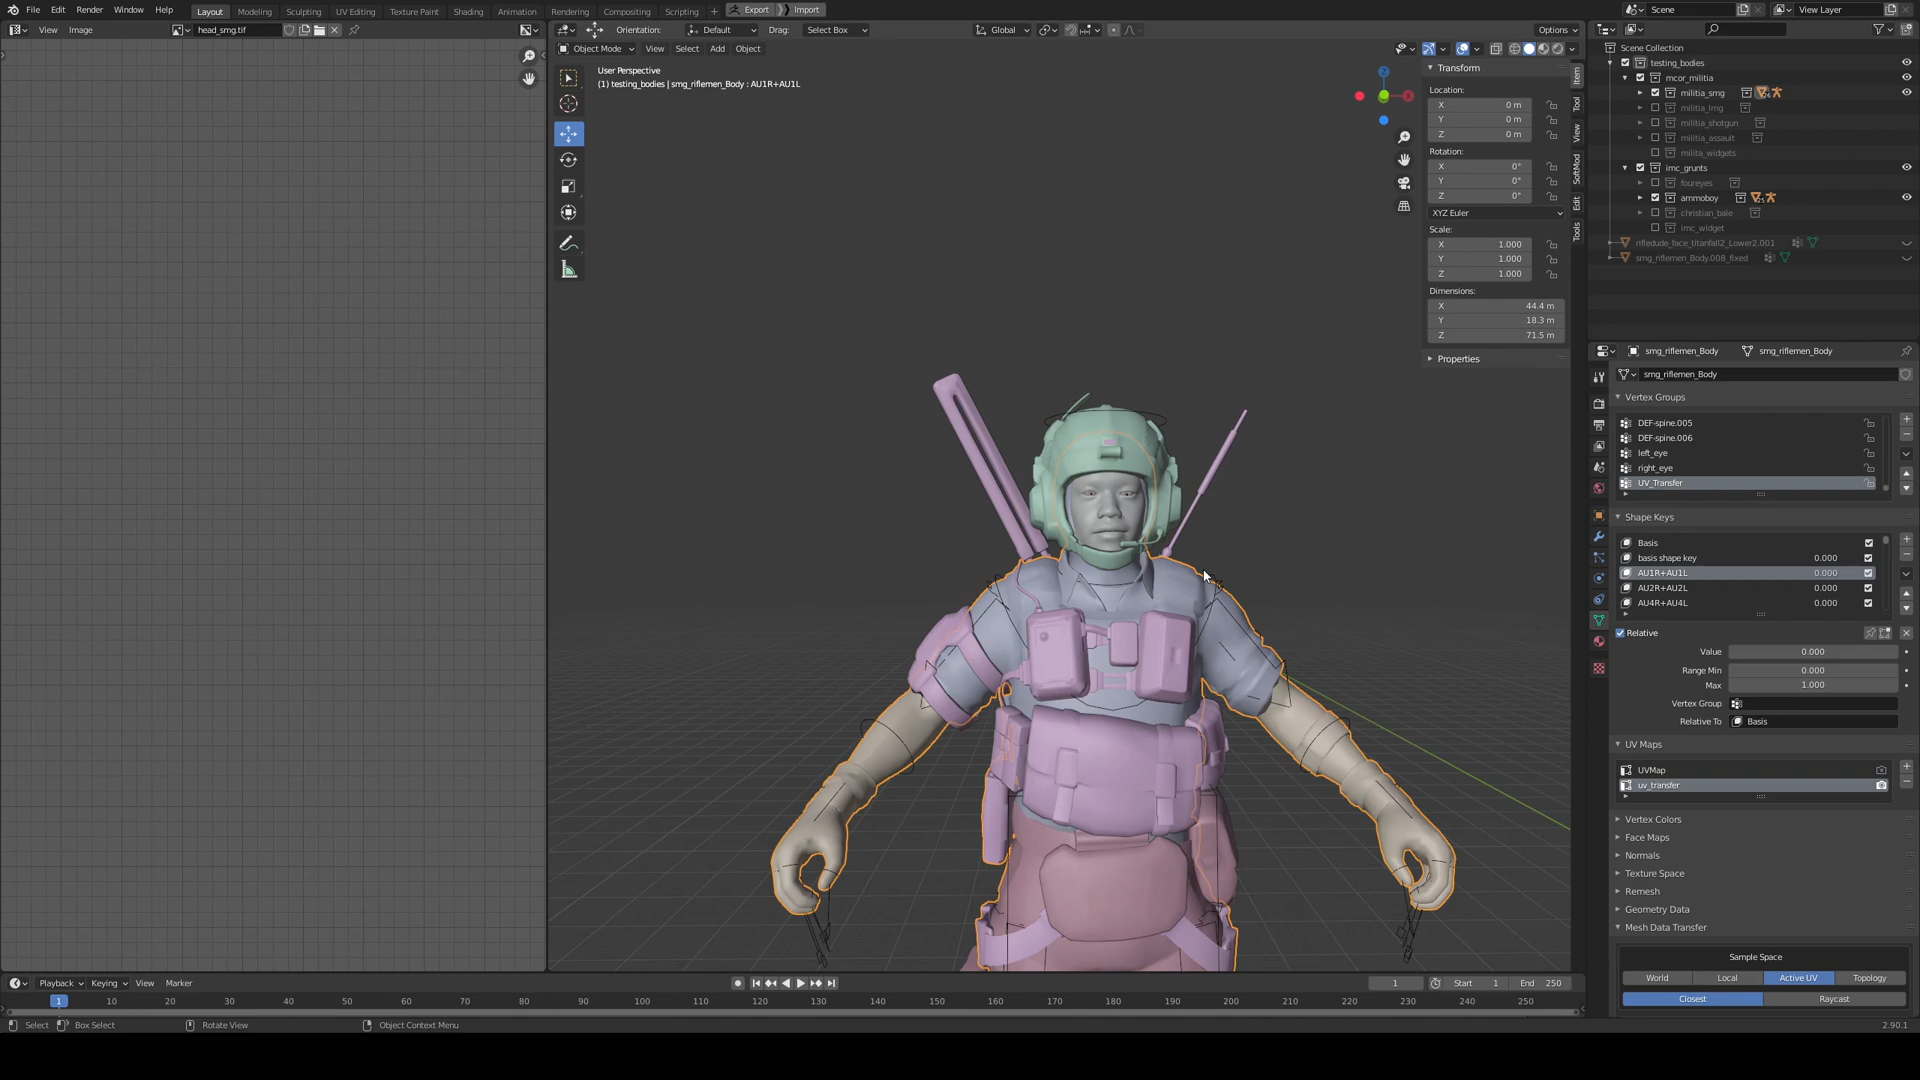 File Edit Render Window Help Layout Modeling Sculpting UV Editing Texture Paint Shading Animation Rendering Compositing Scripting + Export Import Scene View Layer
View Image head_smg.tif
Orientation: Default Drag: Select Box Global Options
Object Mode View Select Add Object
User Perspective
(1) testing_bodies | smg_riflemen_Body : AU1R+AU1L
Transform
Location:
X 0 m
Y 0 m
Z 0 m
Rotation:
X 0°
Y 0°
Z 0°
XYZ Euler
Scale:
X 1.000
Y 1.000
Z 1.000
Dimensions:
X 44.4 m
Y 18.3 m
Z 71.5 m
Properties
Item
Tool
View
SoftMod
Edit
Tools
Scene Collection
testing_bodies
mcor_militia
militia_smg
militia_lmg
militia_shotgun
militia_assault
milita_widgets
imc_grunts
foureyes
ammoboy
christian_bale
imc_widget
rifledude_face_titanfall2_Lower2.001
smg_riflemen_Body.008_fixed
smg_riflemen_Body smg_riflemen_Body
smg_riflemen_Body
Vertex Groups
DEF-spine.005
DEF-spine.006
left_eye
right_eye
UV_Transfer
Shape Keys
Basis
basis shape key 0.000
AU1R+AU1L 0.000
AU2R+AU2L 0.000
AU4R+AU4L 0.000
Relative
Value 0.000
Range Min 0.000
Max 1.000
Vertex Group
Relative To Basis
UV Maps
UVMap
uv_transfer
Vertex Colors
Face Maps
Normals
Texture Space
Remesh
Geometry Data
Mesh Data Transfer
Sample Space
World Local Active UV Topology
Closest Raycast
Playback Keying View Marker 1 Start 1 End 250
1 10 20 30 40 50 60 70 80 90 100 110 120 130 140 150 160 170 180 190 200 210 220 230 240 250
Select Box Select Rotate View Object Context Menu 2.90.1